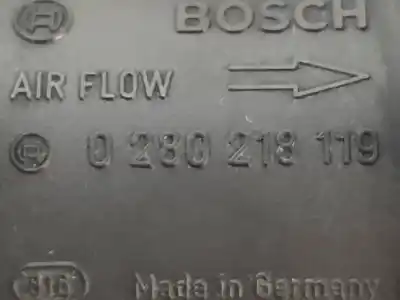 BOSCH
AIR FLOW
0 280 218 119
Made in Germany